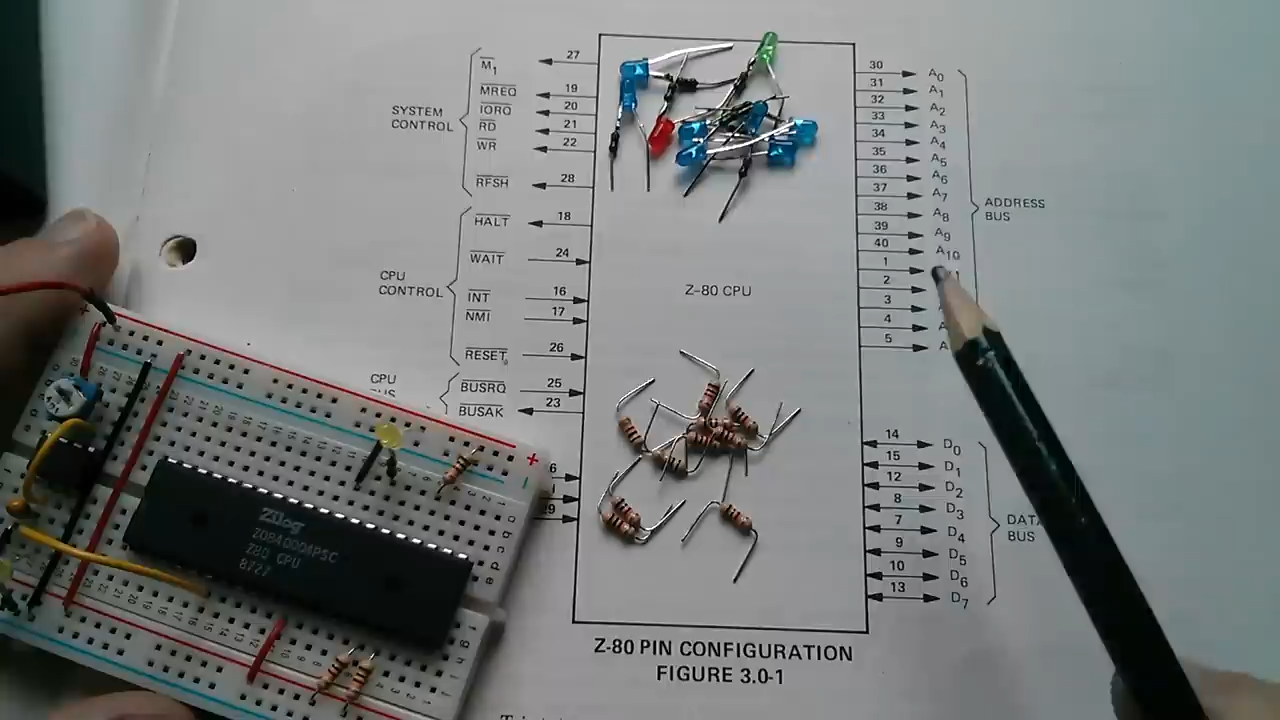 27
M1
19
MREQ
20
IORQ
SYSTEM
CONTROL
21
RD
22
WR
28
RFSH
18
HALT
24
WAIT
CPU
CONTROL
16
INT
17
NMI
26
RESET
CPU
25
BUSRQ
23
BUSAK
6
30 A0
31 A1
32 A2
33 A3
34 A4
35 A5
36 A6
37 A7
38 A8
39 A9
40 A10
1
2
3
4
5 A
ADDRESS
BUS
Z-80 CPU
14 D0
15 D1
12 D2
8 D3
7 D4
9 D5
10 D6
13 D7
DATA
BUS
Z-80 PIN CONFIGURATION
FIGURE 3.0-1
Zilog
Z0840004PSC
Z80 CPU
8727